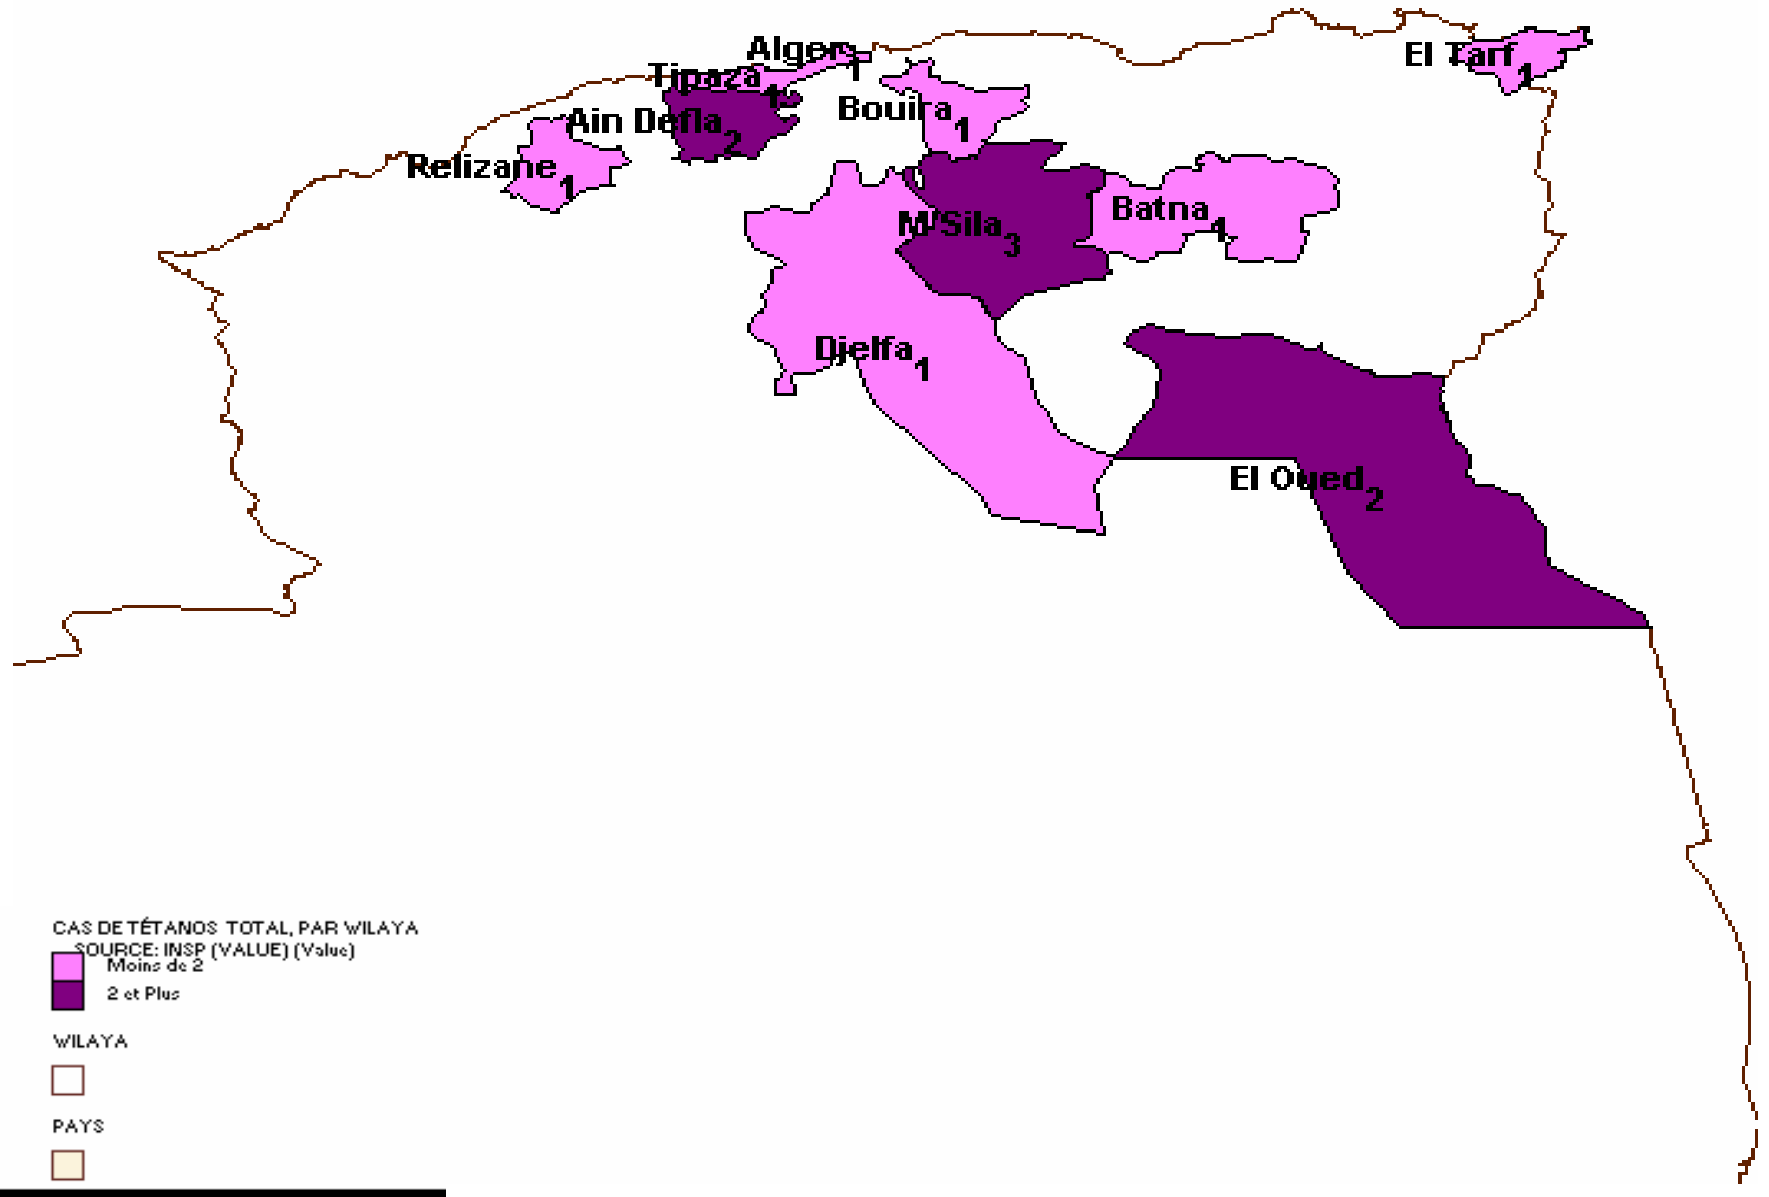 Alger
1
El Tarf
1
Tipaza
1
Bouira
1
Ain Defla
2
Relizane
1
M'Sila
3
Batna
1
Djelfa
1
El Oued
2
CAS DE TÉTANOS TOTAL, PAR WILAYA
SOURCE: INSP (VALUE) (Value)
Moins de 2
2 et Plus
WILAYA
PAYS